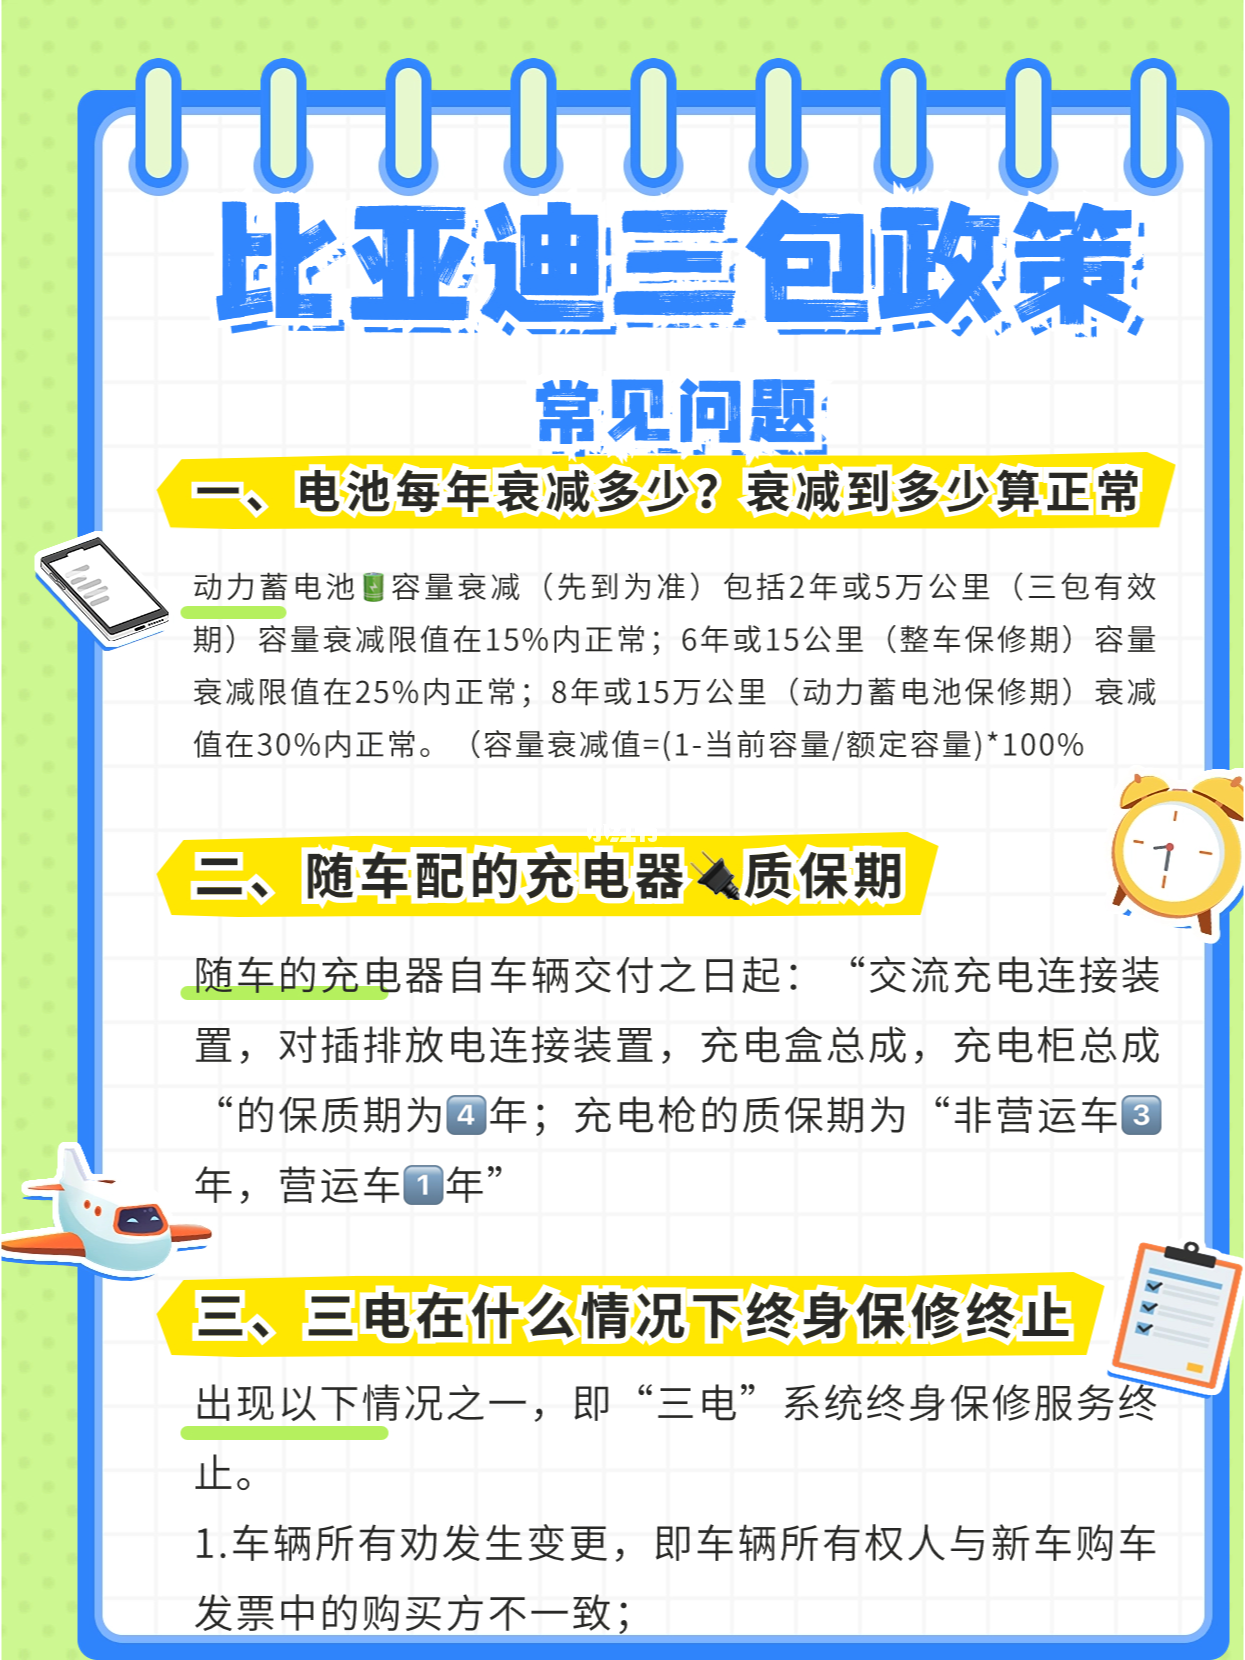 比亚迪三包政策
常见问题
一、电池每年衰减多少？衰减到多少算正常
动力蓄电池🔋容量衰减（先到为准）包括2年或5万公里（三包有效
期）容量衰减限值在15%内正常；6年或15公里（整车保修期）容量
衰减限值在25%内正常；8年或15万公里（动力蓄电池保修期）衰减
值在30%内正常。（容量衰减值=(1-当前容量/额定容量)*100%
小红书
二、随车配的充电器🔌质保期
随车的充电器自车辆交付之日起：“交流充电连接装
置，对插排放电连接装置，充电盒总成，充电柜总成
“的保质期为4️⃣年；充电枪的质保期为“非营运车3️⃣
年，营运车1️⃣年”
三、三电在什么情况下终身保修终止
出现以下情况之一，即“三电”系统终身保修服务终
止。
1.车辆所有劝发生变更，即车辆所有权人与新车购车
发票中的购买方不一致；